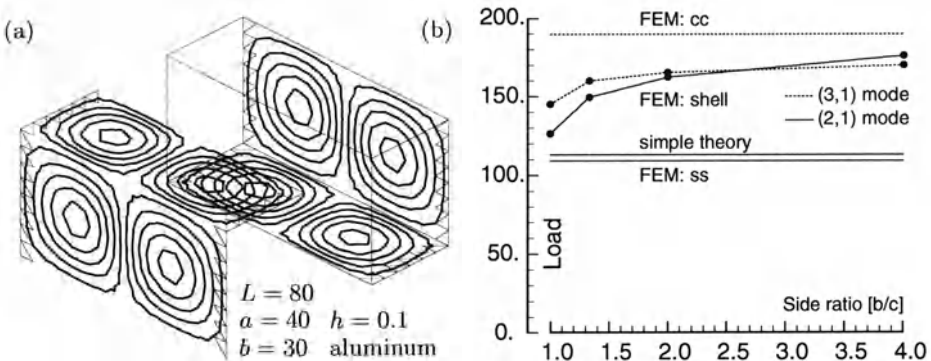 (a)
L = 80
a = 40 h = 0.1
b = 30 aluminum
(b)
200.
150.
100.
50.
0.
Load
FEM: cc
FEM: shell
(3,1) mode
(2,1) mode
simple theory
FEM: ss
Side ratio [b/c]
1.0 1.5 2.0 2.5 3.0 3.5 4.0